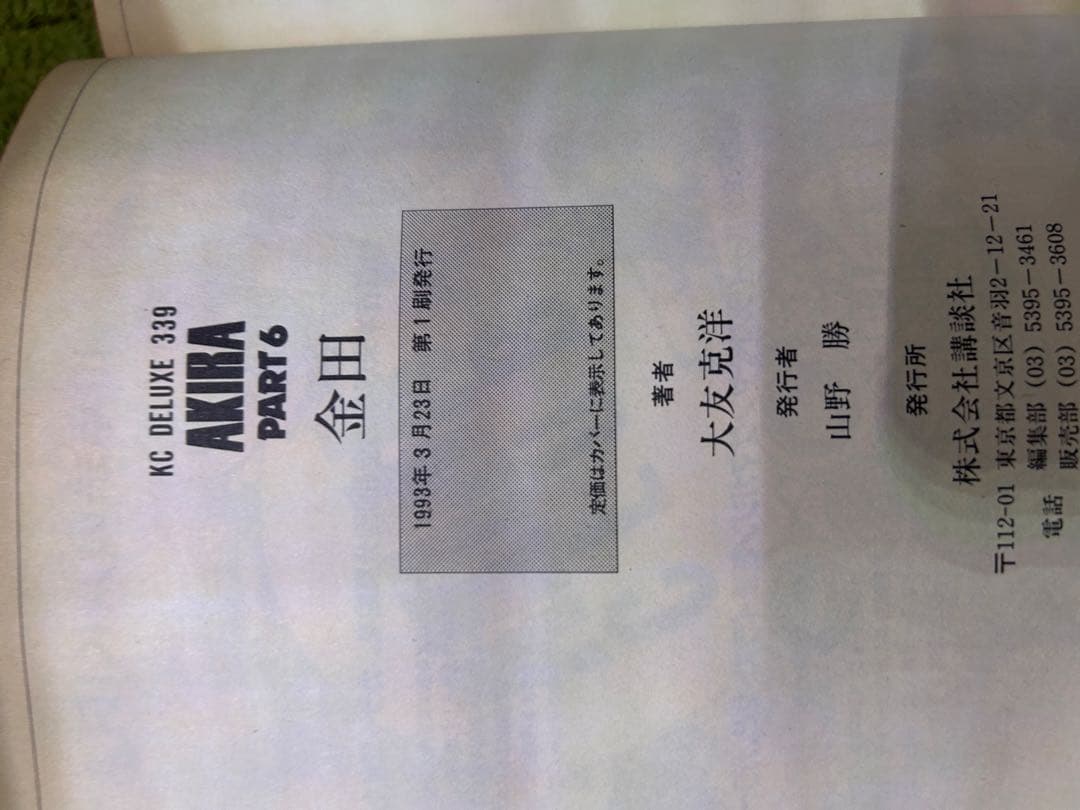 KC DELUXE 339
AKIRA
PART6
金田
1993年3月23日 第1刷発行
定価はカバーに表示してあります。
著者
大友克洋
発行者
山野 勝
発行所
株式会社講談社
〒112-01 東京都文京区音羽2-12-21
電話 編集部 (03) 5395-3461
販売部 (03) 5395-3608